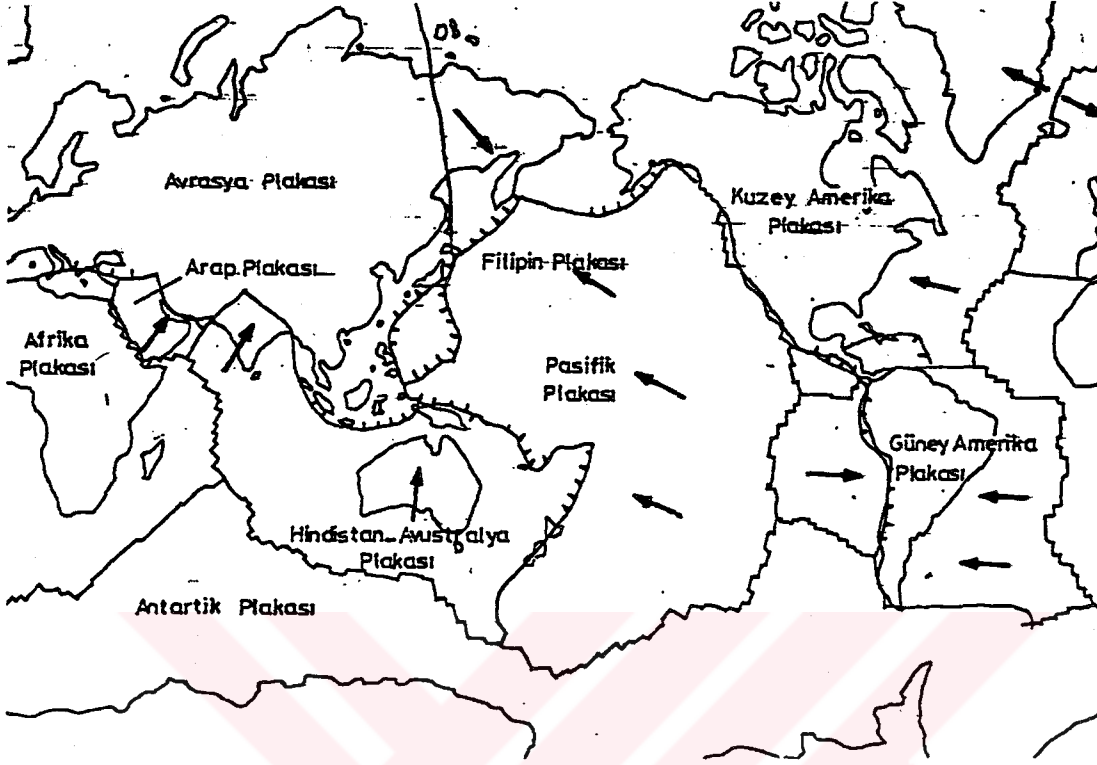 Avrasya Plakası
Kuzey Amerika
Plakası
Arap Plakası
Filipin Plakası
Afrika
Plakası
Pasifik
Plakası
Güney Amerika
Plakası
Hindistan-Avustralya
Plakası
Antartik Plakası